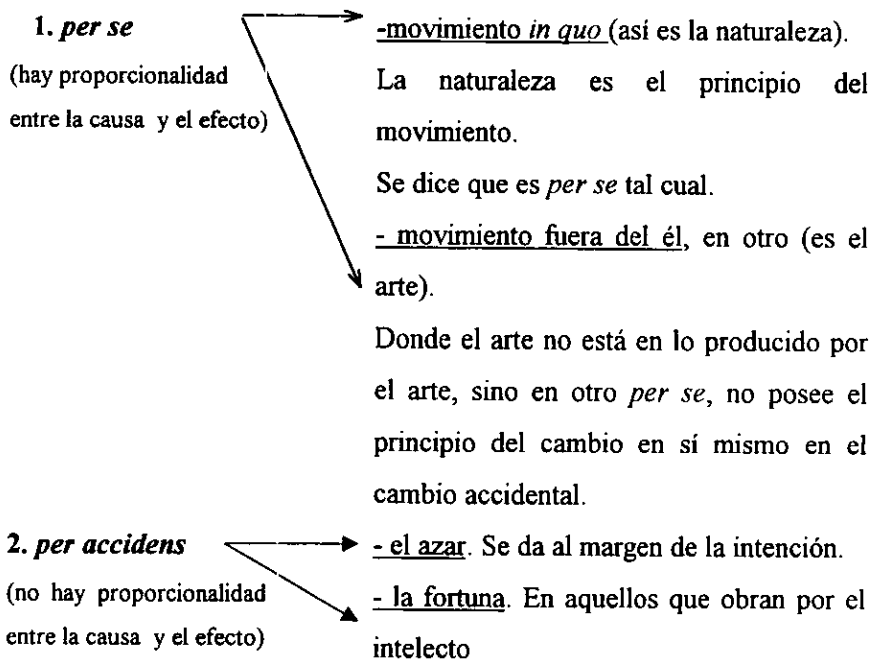 1. per se
(hay proporcionalidad
entre la causa y el efecto)
-movimiento in quo (así es la naturaleza).
La naturaleza es el principio del
movimiento.
Se dice que es per se tal cual.
- movimiento fuera del él, en otro (es el
arte).
Donde el arte no está en lo producido por
el arte, sino en otro per se, no posee el
principio del cambio en sí mismo en el
cambio accidental.
2. per accidens
(no hay proporcionalidad
entre la causa y el efecto)
- el azar. Se da al margen de la intención.
- la fortuna. En aquellos que obran por el
intelecto